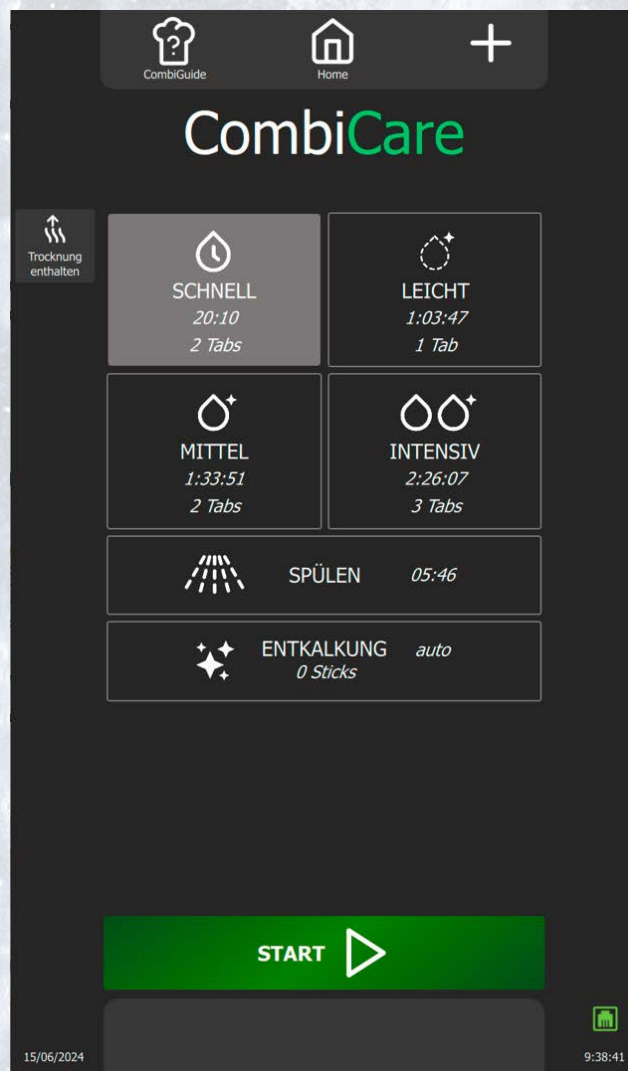 ?
CombiGuide
Home
CombiCare
Trocknung
enthalten
SCHNELL
20:10
2 Tabs
LEICHT
1:03:47
1 Tab
MITTEL
1:33:51
2 Tabs
INTENSIV
2:26:07
3 Tabs
SPÜLEN 05:46
ENTKALKUNG auto
0 Sticks
START
15/06/2024
9:38:41